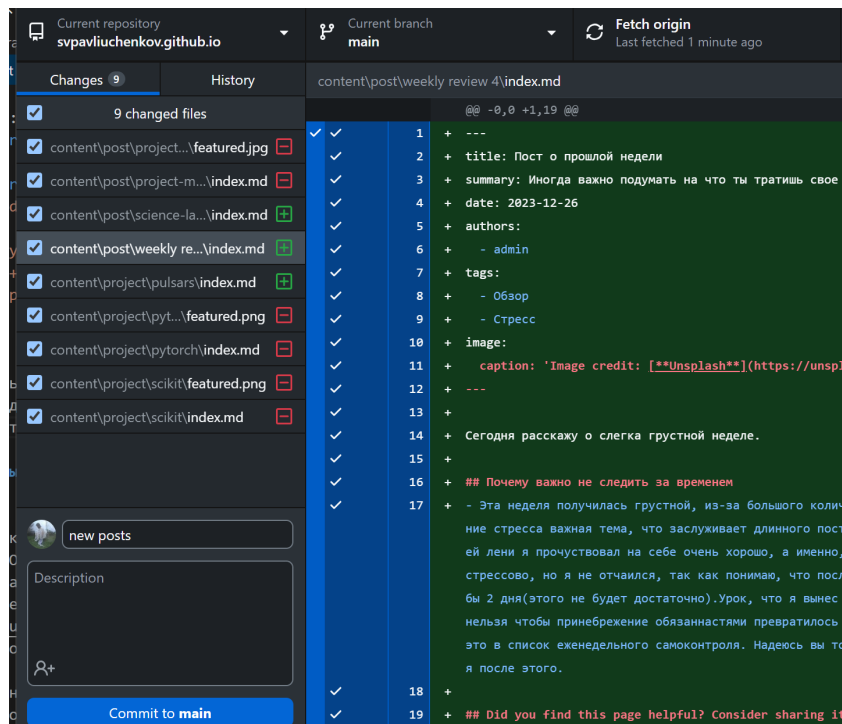 Current repository
svpavliuchenkov.github.io
Current branch
main
Fetch origin
Last fetched 1 minute ago
Changes 9
History
content\post\weekly review 4\index.md
9 changed files
content\post\project...\featured.jpg
content\post\project-m...\index.md
content\post\science-la...\index.md
content\post\weekly re...\index.md
content\project\pulsars\index.md
content\project\pyt...\featured.png
content\project\pytorch\index.md
content\project\scikit\featured.png
content\project\scikit\index.md
new posts
Description
Commit to main
@@ -0,0 +1,19 @@
1 + ---
2 + title: Пост о прошлой недели
3 + summary: Иногда важно подумать на что ты тратишь свое
4 + date: 2023-12-26
5 + authors:
6 + - admin
7 + tags:
8 + - Обзор
9 + - Стресс
10 + image:
11 + caption: 'Image credit: [**Unsplash**](https://unspl
12 + ---
13 +
14 + Сегодня расскажу о слегка грустной неделе.
15 +
16 + ## Почему важно не следить за временем
17 + - Эта неделя получилась грустной, из-за большого колич
ние стресса важная тема, что заслуживает длинного пост
ей лени я прочуствовал на себе очень хорошо, а именно,
стрессово, но я не отчаился, так как понимаю, что посл
бы 2 дня(этого не будет достаточно).Урок, что я вынес
нельзя чтобы принебрежение обязаннастями превратилось
это в список еженедельного самоконтроля. Надеюсь вы то
я после этого.
18 +
19 + ## Did you find this page helpful? Consider sharing it